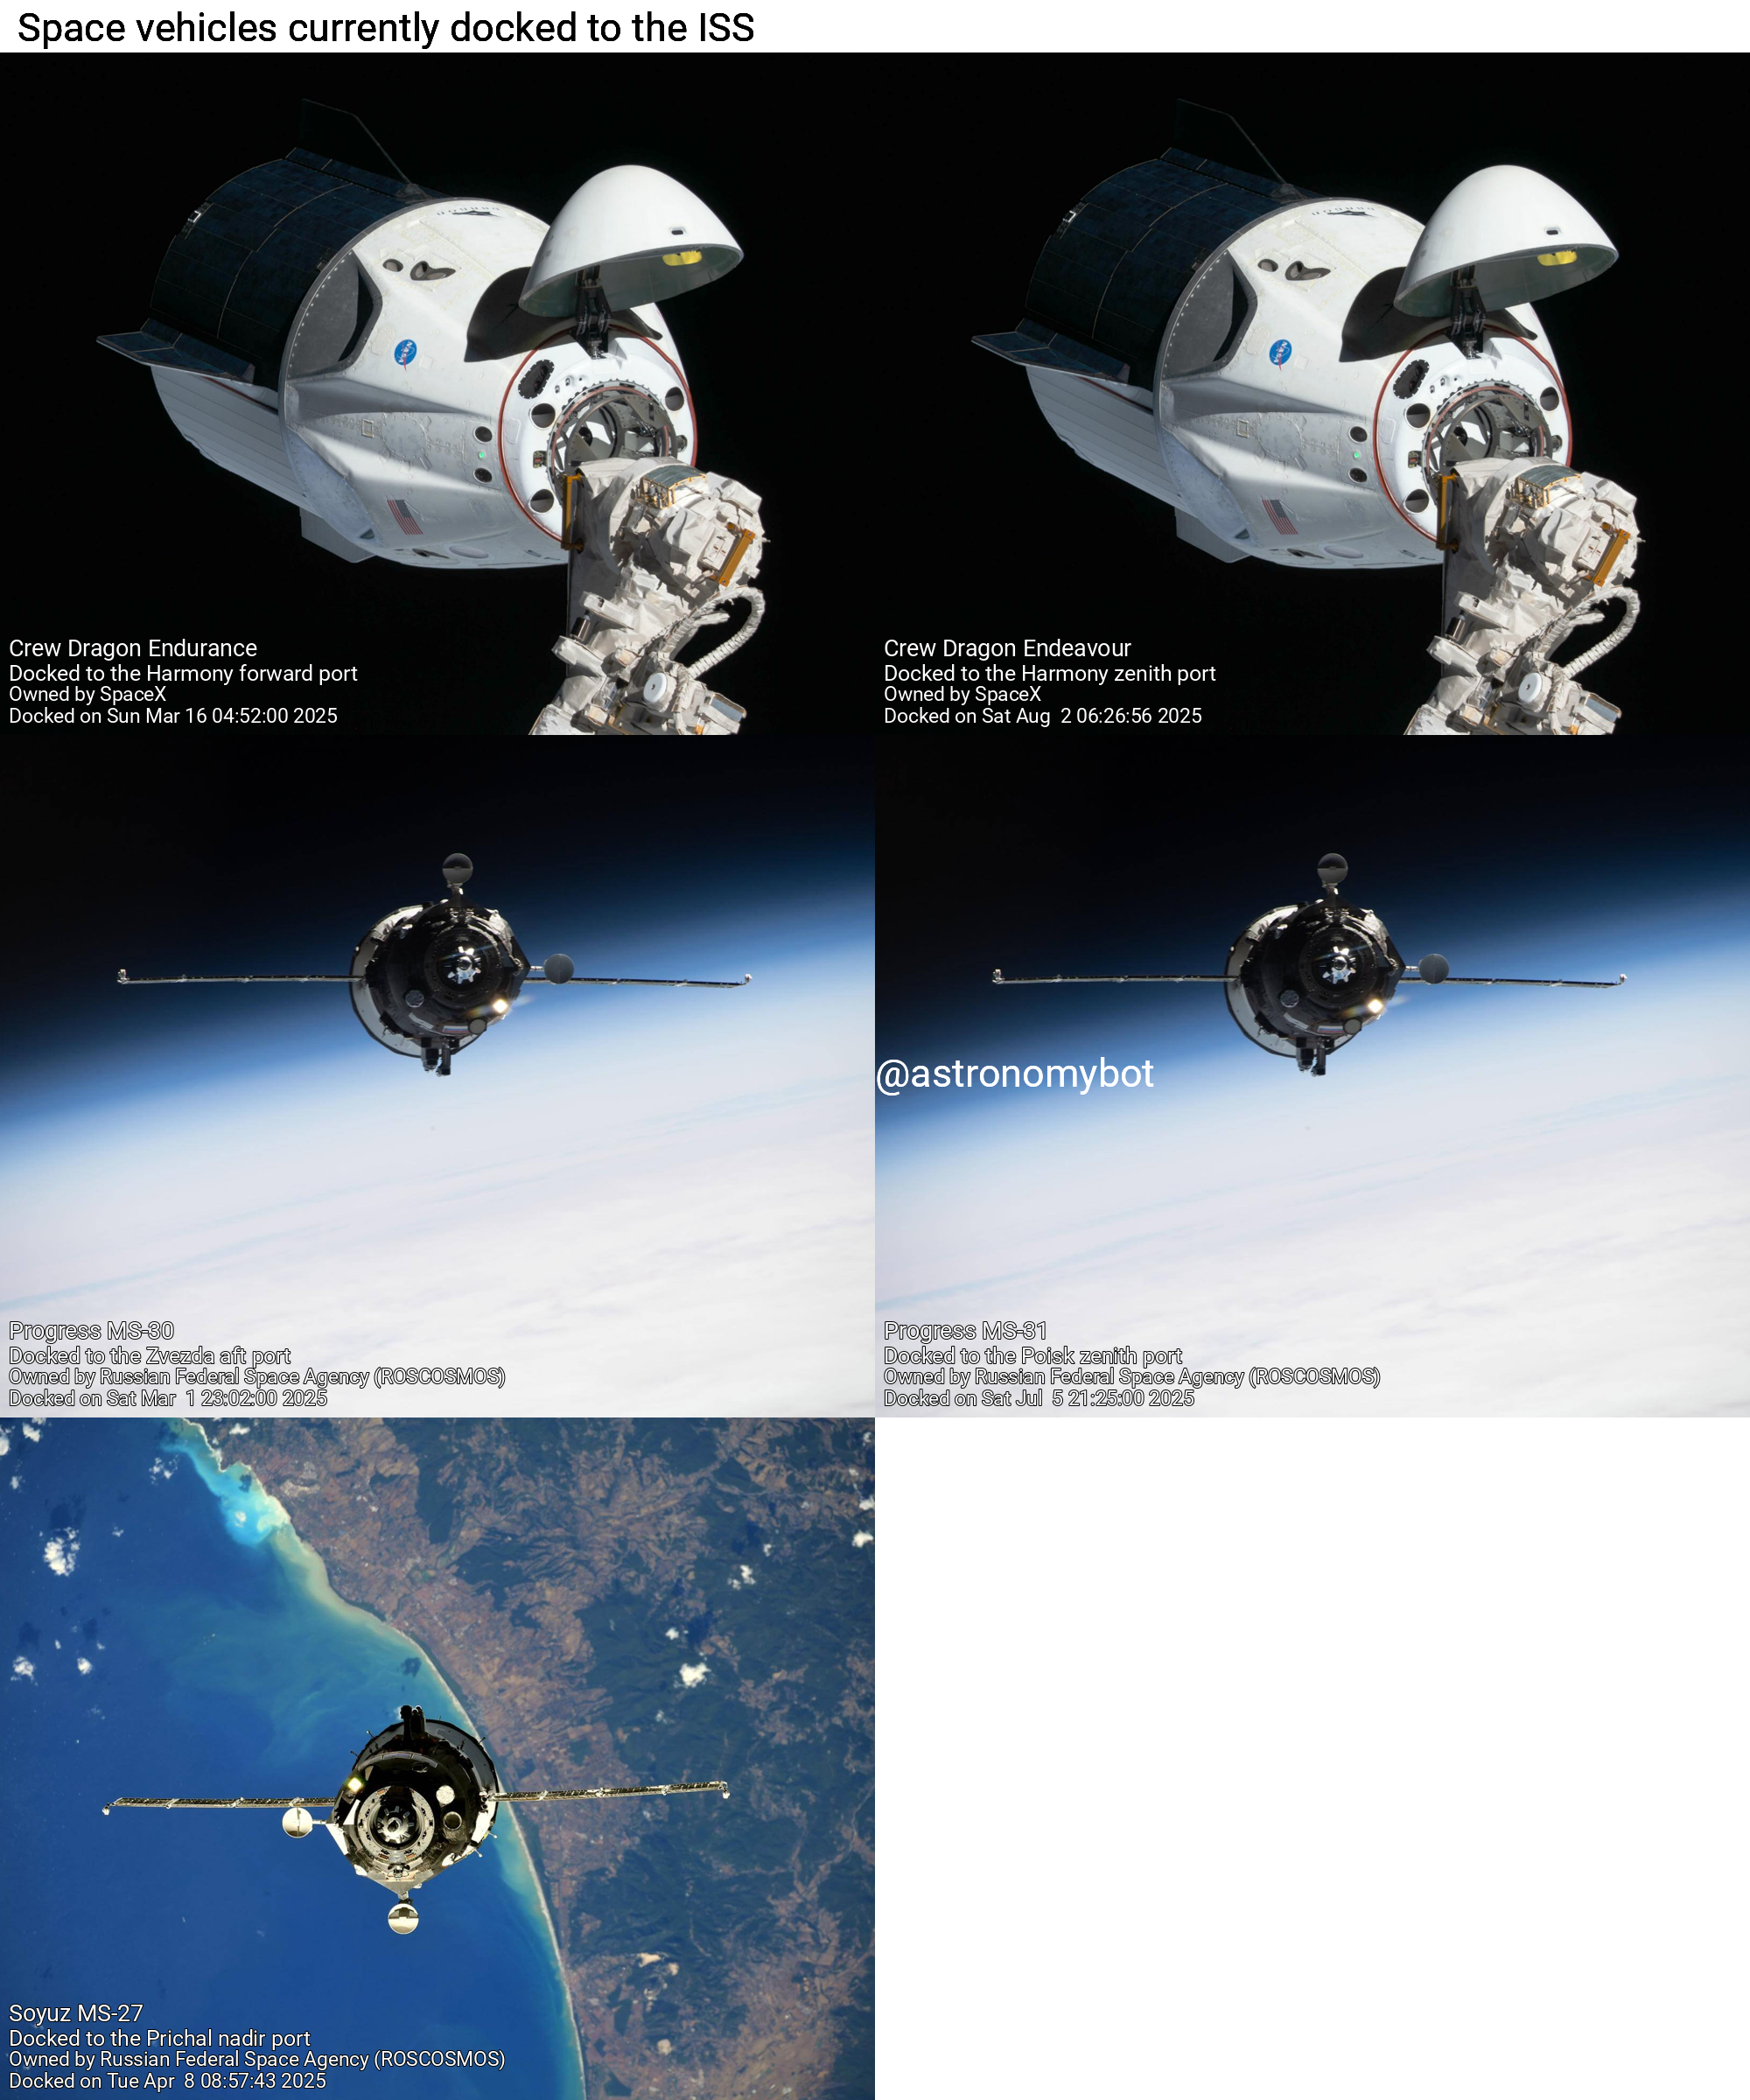 Space vehicles currently docked to the ISS
Crew Dragon Endurance
Docked to the Harmony forward port
Owned by SpaceX
Docked on Sun Mar 16 04:52:00 2025
Crew Dragon Endeavour
Docked to the Harmony zenith port
Owned by SpaceX
Docked on Sat Aug  2 06:26:56 2025
NASA
NASA
@astronomybot
Progress MS-30
Docked to the Zvezda aft port
Owned by Russian Federal Space Agency (ROSCOSMOS)
Docked on Sat Mar  1 23:02:00 2025
Progress MS-31
Docked to the Poisk zenith port
Owned by Russian Federal Space Agency (ROSCOSMOS)
Docked on Sat Jul  5 21:25:00 2025
Soyuz MS-27
Docked to the Prichal nadir port
Owned by Russian Federal Space Agency (ROSCOSMOS)
Docked on Tue Apr  8 08:57:43 2025